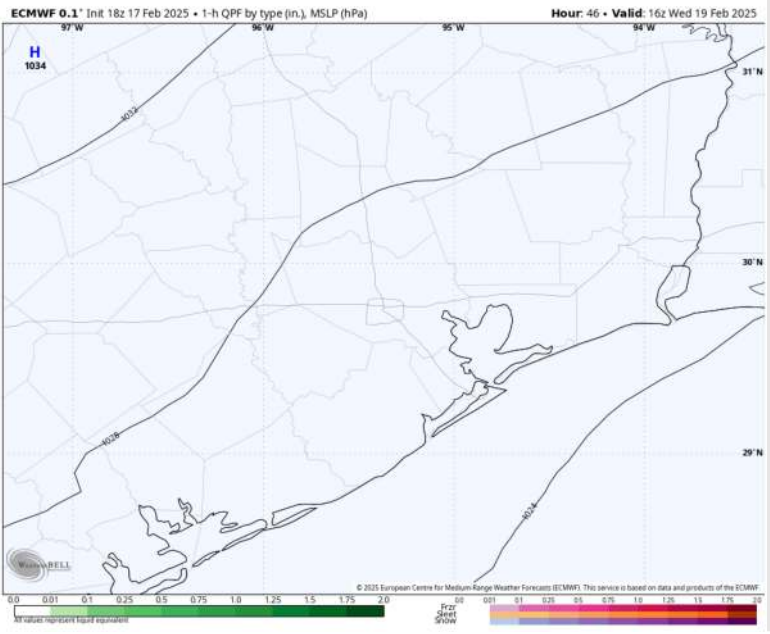 ECMWF 0.1° Init 18z 17 Feb 2025 • 1-h QPF by type (in.), MSLP (hPa)
Hour: 46 • Valid: 16z Wed 19 Feb 2025
97°W
96°W
95°W
94°W
H
1034
31°N
1032
30°N
1028
29°N
1024
WeatherBELL
© 2025 European Centre for Medium-Range Weather Forecasts (ECMWF). This service is based on data and products of the ECMWF.
0.0 0.01 0.1 0.25 0.5 0.75 1.0 1.25 1.5 1.75 2.0
All values represent liquid equivalent
0.0 0.01 0.1 0.25 0.5 0.75 1.0 1.25 1.5 1.75 2.0
Frzr
Sleet
Snow